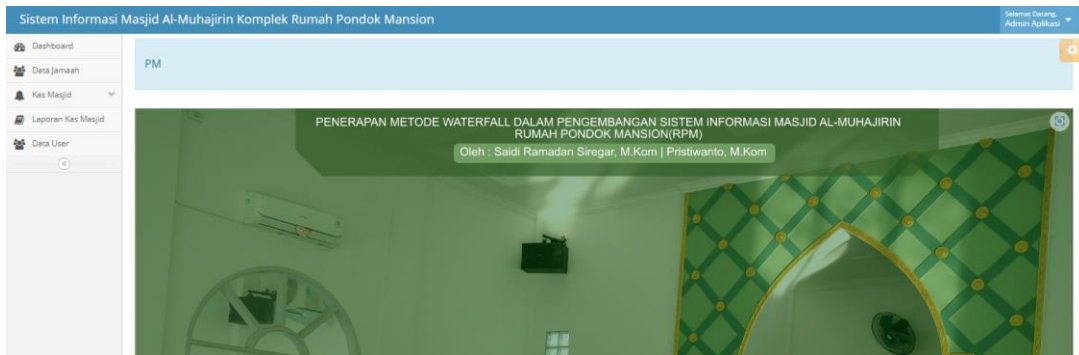 Sistem Informasi Masjid Al-Muhajirin Komplek Rumah Pondok Mansion
Selamat Datang,
Admin Aplikasi
Dashboard
Data Jamaah
Kas Masjid
Laporan Kas Masjid
Data User
PM
PENERAPAN METODE WATERFALL DALAM PENGEMBANGAN SISTEM INFORMASI MASJID AL-MUHAJIRIN
RUMAH PONDOK MANSION(RPM)
Oleh : Saidi Ramadan Siregar, M.Kom | Pristiwanto, M.Kom